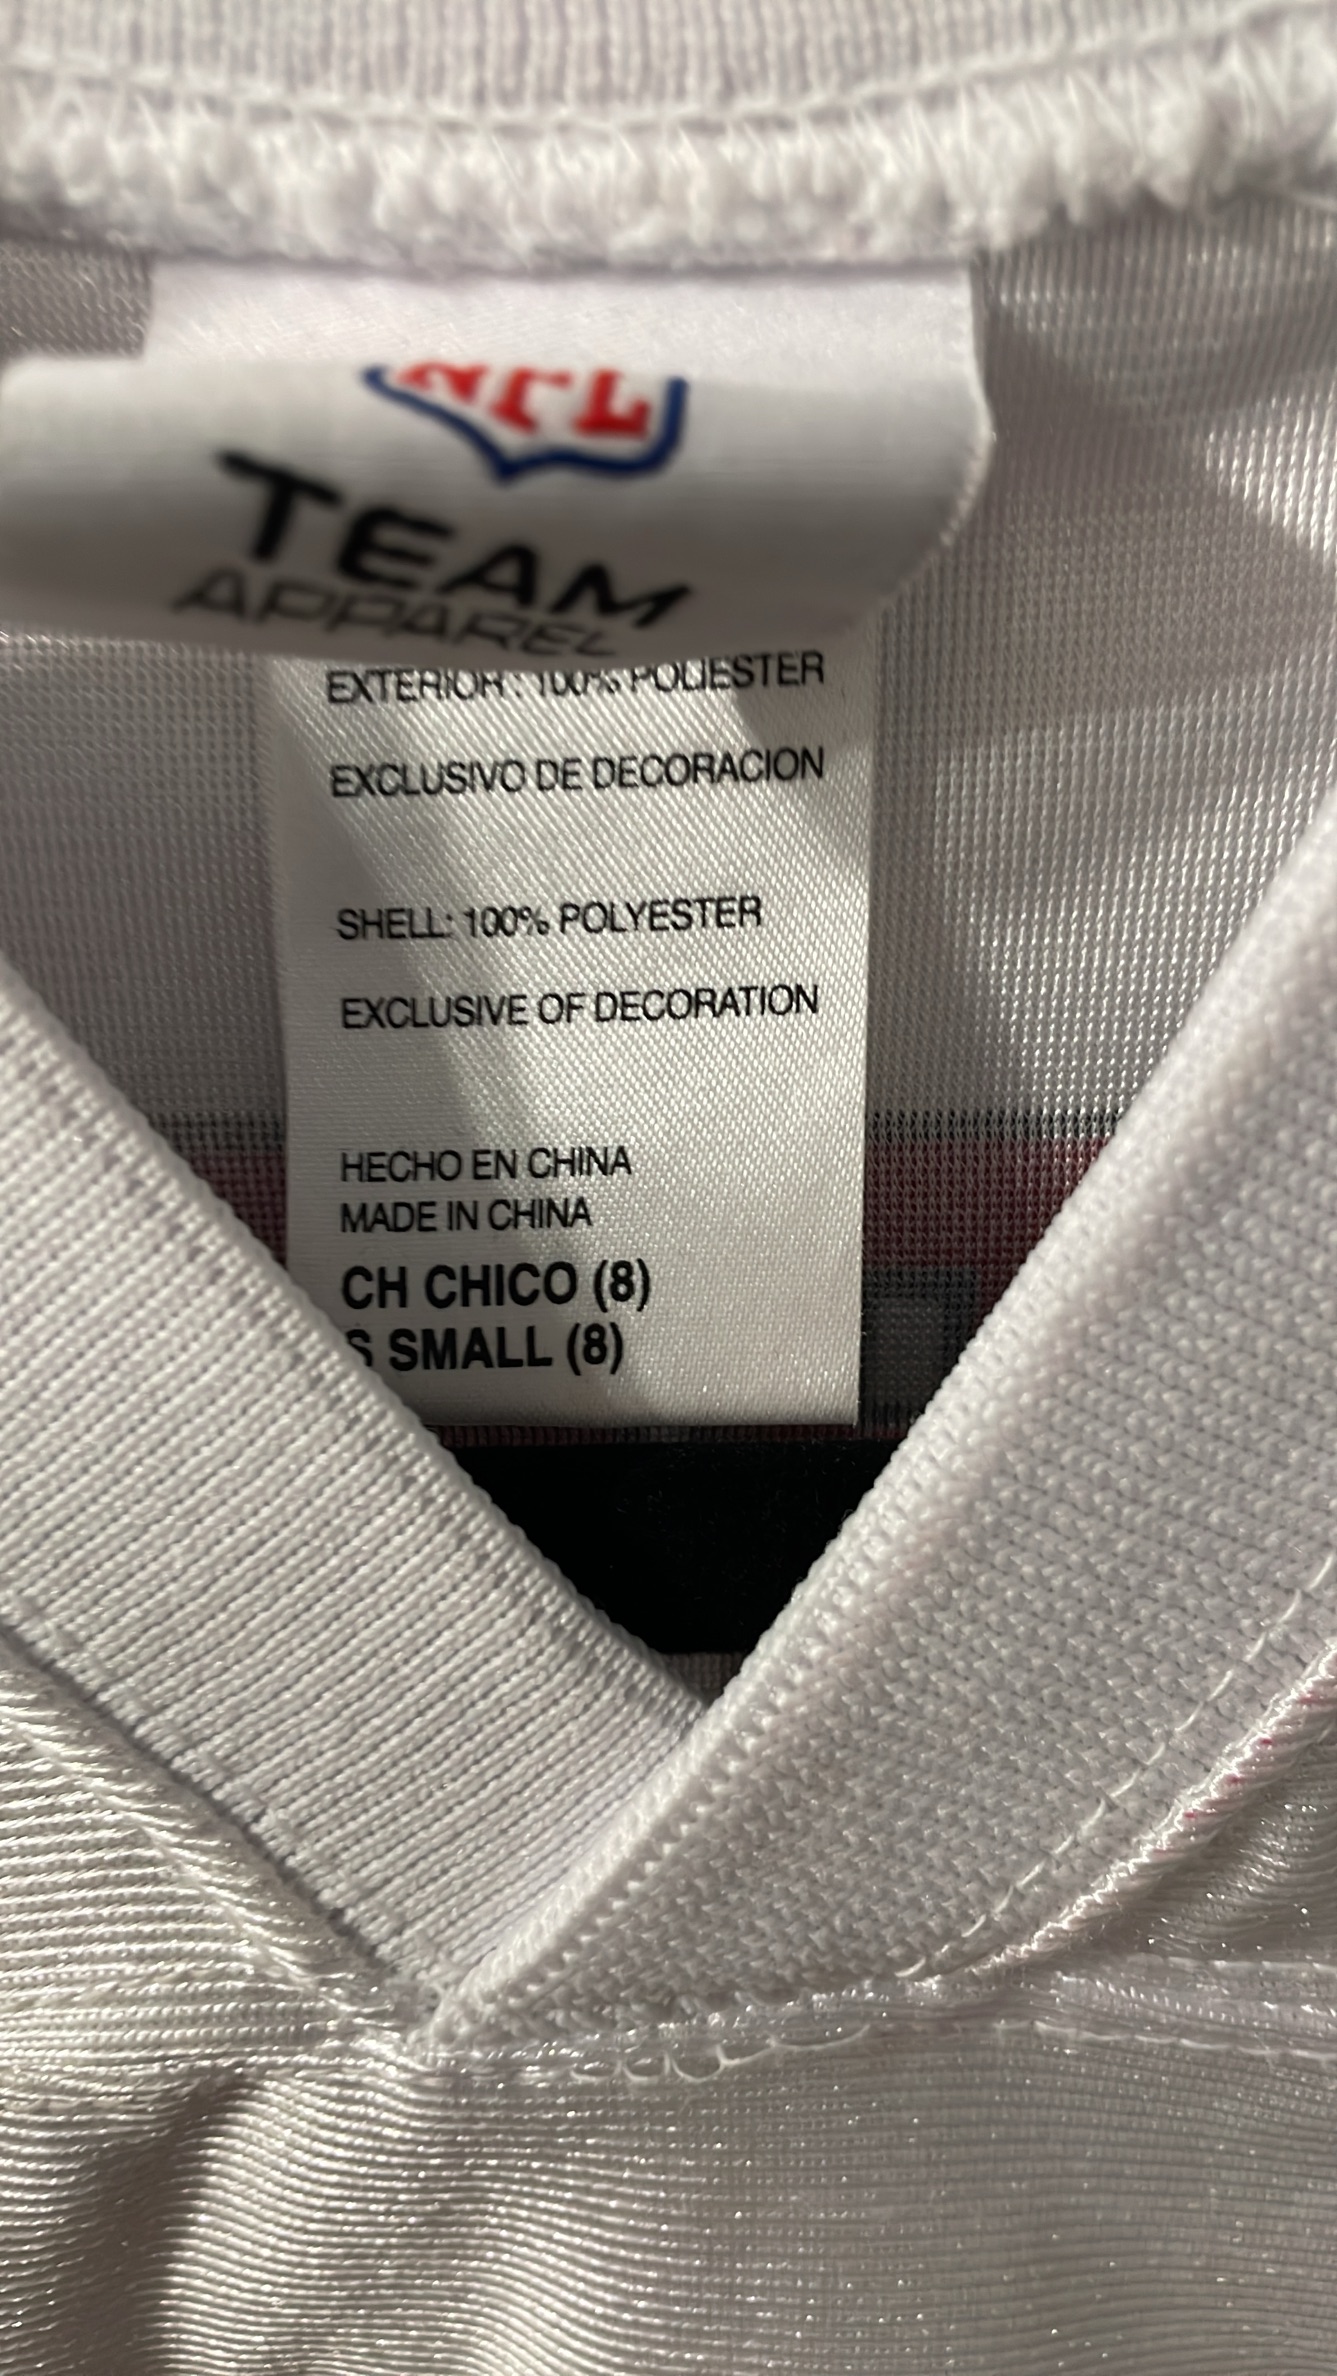 NFL
TEAM
APPAREL
EXTERIOR: 100% POLIESTER
EXCLUSIVO DE DECORACION
SHELL: 100% POLYESTER
EXCLUSIVE OF DECORATION
HECHO EN CHINA
MADE IN CHINA
CH CHICO (8)
S SMALL (8)